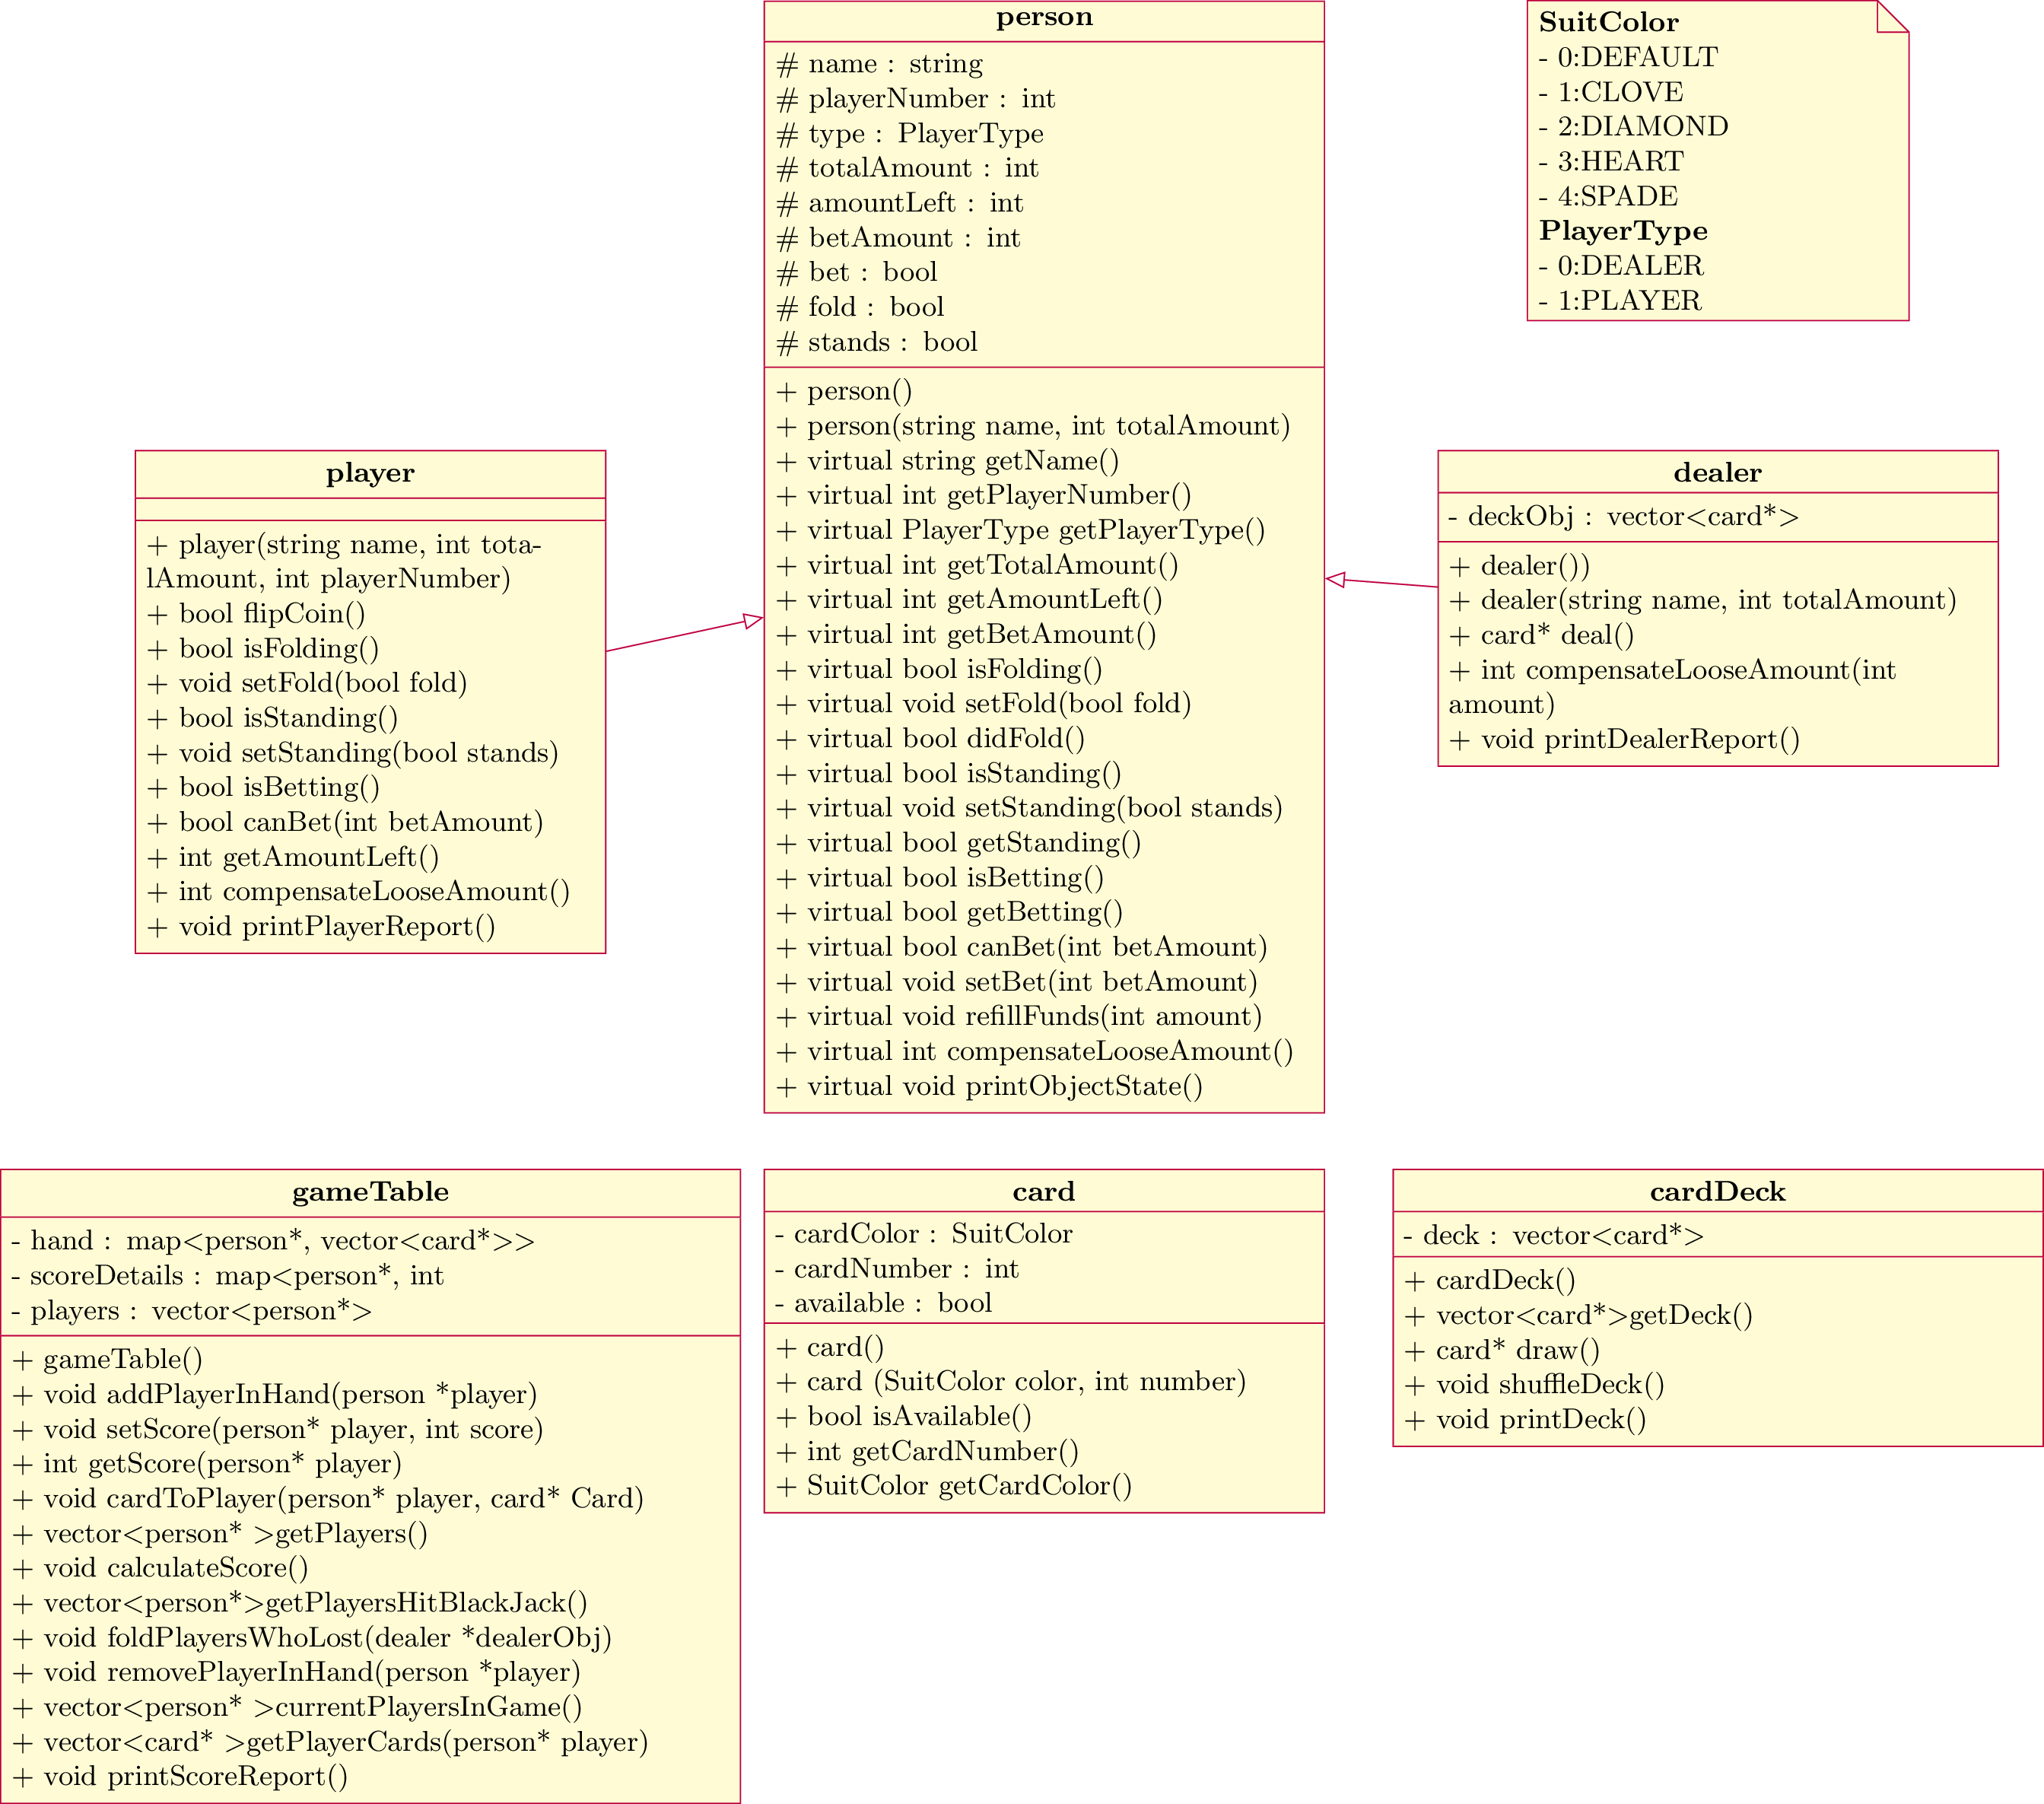 person
# name : string
# playerNumber : int
# type : PlayerType
# totalAmount : int
# amountLeft : int
# betAmount : int
# bet : bool
# fold : bool
# stands : bool
+ person()
+ person(string name, int totalAmount)
+ virtual string getName()
+ virtual int getPlayerNumber()
+ virtual PlayerType getPlayerType()
+ virtual int getTotalAmount()
+ virtual int getAmountLeft()
+ virtual int getBetAmount()
+ virtual bool isFolding()
+ virtual void setFold(bool fold)
+ virtual bool didFold()
+ virtual bool isStanding()
+ virtual void setStanding(bool stands)
+ virtual bool getStanding()
+ virtual bool isBetting()
+ virtual bool getBetting()
+ virtual bool canBet(int betAmount)
+ virtual void setBet(int betAmount)
+ virtual void refillFunds(int amount)
+ virtual int compensateLooseAmount()
+ virtual void printObjectState()
SuitColor
- 0:DEFAULT
- 1:CLOVE
- 2:DIAMOND
- 3:HEART
- 4:SPADE
PlayerType
- 0:DEALER
- 1:PLAYER
player
+ player(string name, int tota-
lAmount, int playerNumber)
+ bool flipCoin()
+ bool isFolding()
+ void setFold(bool fold)
+ bool isStanding()
+ void setStanding(bool stands)
+ bool isBetting()
+ bool canBet(int betAmount)
+ int getAmountLeft()
+ int compensateLooseAmount()
+ void printPlayerReport()
dealer
- deckObj : vector<card*>
+ dealer())
+ dealer(string name, int totalAmount)
+ card* deal()
+ int compensateLooseAmount(int
amount)
+ void printDealerReport()
gameTable
- hand : map<person*, vector<card*>>
- scoreDetails : map<person*, int
- players : vector<person*>
+ gameTable()
+ void addPlayerInHand(person *player)
+ void setScore(person* player, int score)
+ int getScore(person* player)
+ void cardToPlayer(person* player, card* Card)
+ vector<person* >getPlayers()
+ void calculateScore()
+ vector<person*>getPlayersHitBlackJack()
+ void foldPlayersWhoLost(dealer *dealerObj)
+ void removePlayerInHand(person *player)
+ vector<person* >currentPlayersInGame()
+ vector<card* >getPlayerCards(person* player)
+ void printScoreReport()
card
- cardColor : SuitColor
- cardNumber : int
- available : bool
+ card()
+ card (SuitColor color, int number)
+ bool isAvailable()
+ int getCardNumber()
+ SuitColor getCardColor()
cardDeck
- deck : vector<card*>
+ cardDeck()
+ vector<card*>getDeck()
+ card* draw()
+ void shuffleDeck()
+ void printDeck()